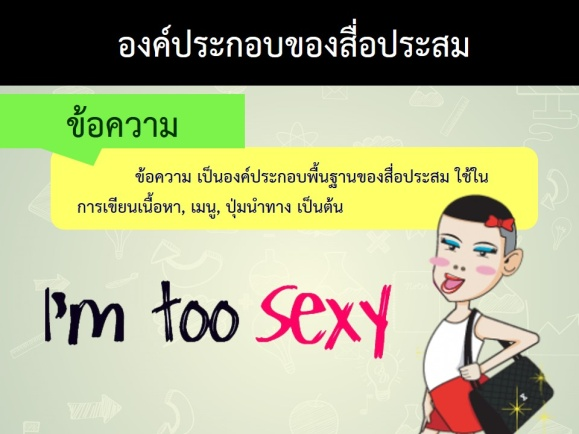 องค์ประกอบของสื่อประสม
ข้อความ
ข้อความ เป็นองค์ประกอบพื้นฐานของสื่อประสม ใช้ใน
การเขียนเนื้อหา, เมนู, ปุ่มนำทาง เป็นต้น
I'm too sexy